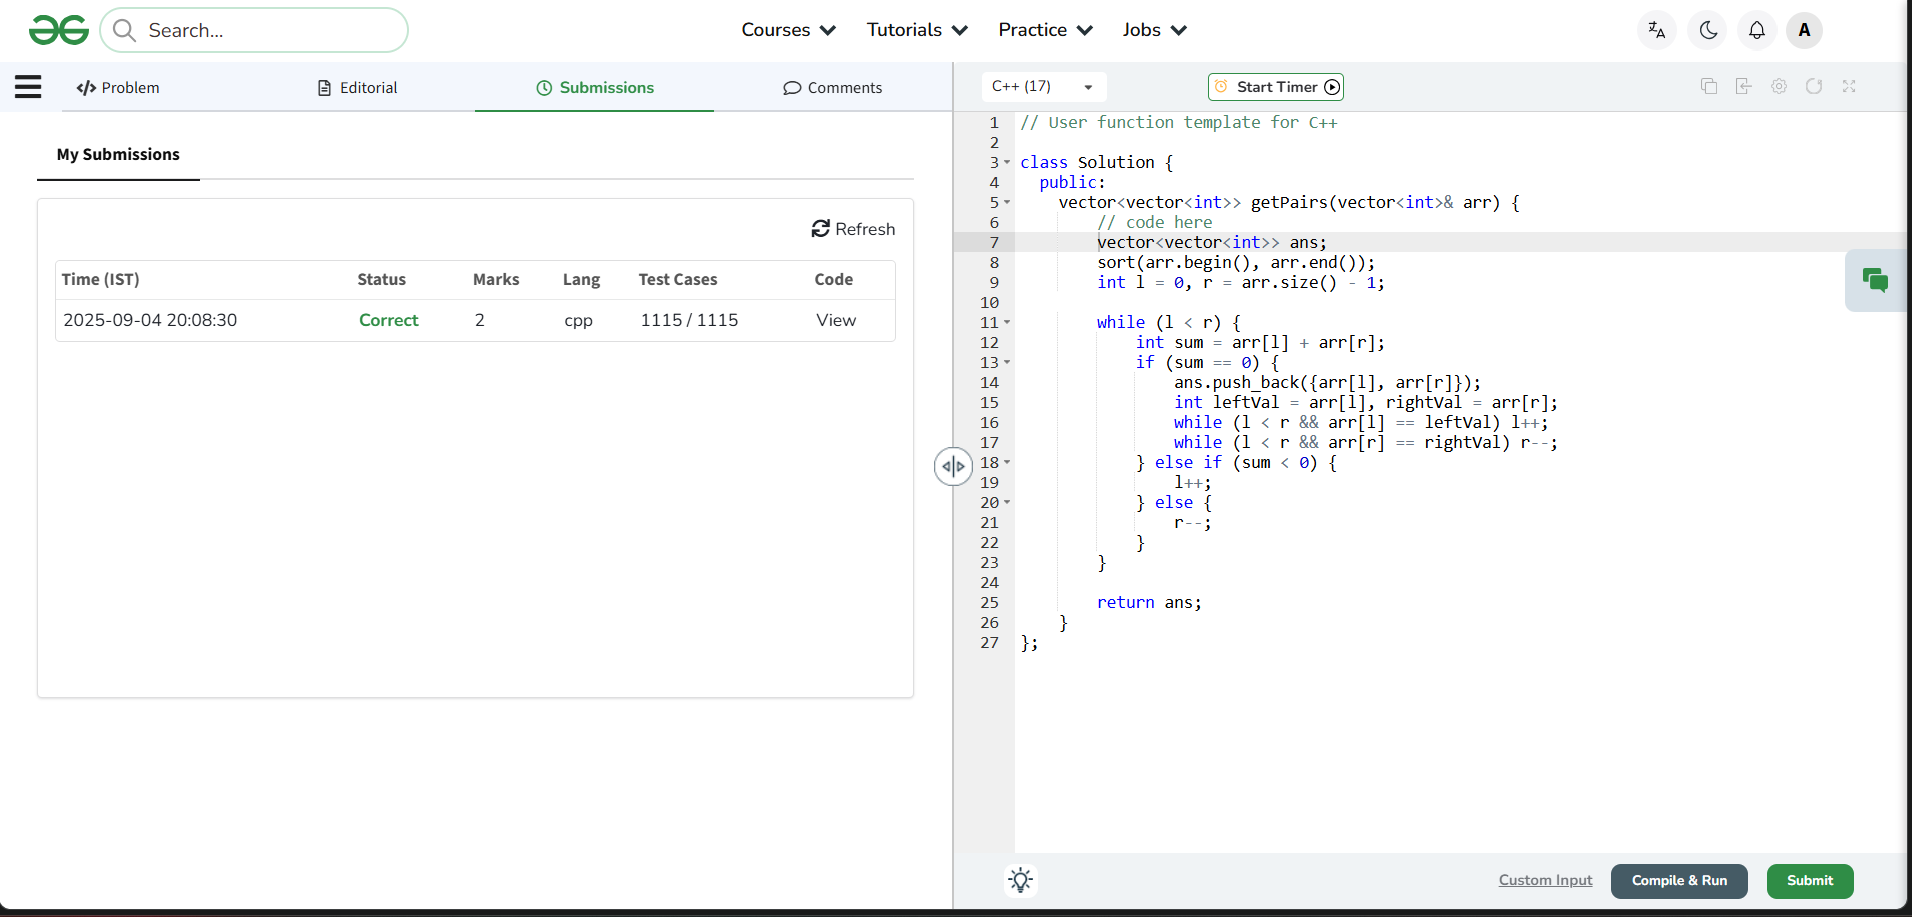 Search...
Courses
Tutorials
Practice
Jobs
A
Problem
Editorial
Submissions
Comments
My Submissions
Refresh
Time (IST) Status Marks Lang Test Cases Code
2025-09-04 20:08:30 Correct 2 cpp 1115 / 1115 View
C++ (17)
Start Timer
1 // User function template for C++
2
3 class Solution {
4   public:
5     vector<vector<int>> getPairs(vector<int>& arr) {
6         // code here
7         vector<vector<int>> ans;
8         sort(arr.begin(), arr.end());
9         int l = 0, r = arr.size() - 1;
10
11         while (l < r) {
12             int sum = arr[l] + arr[r];
13             if (sum == 0) {
14                 ans.push_back({arr[l], arr[r]});
15                 int leftVal = arr[l], rightVal = arr[r];
16                 while (l < r && arr[l] == leftVal) l++;
17                 while (l < r && arr[r] == rightVal) r--;
18             } else if (sum < 0) {
19                 l++;
20             } else {
21                 r--;
22             }
23         }
24
25         return ans;
26     }
27 };
Custom Input
Compile & Run
Submit